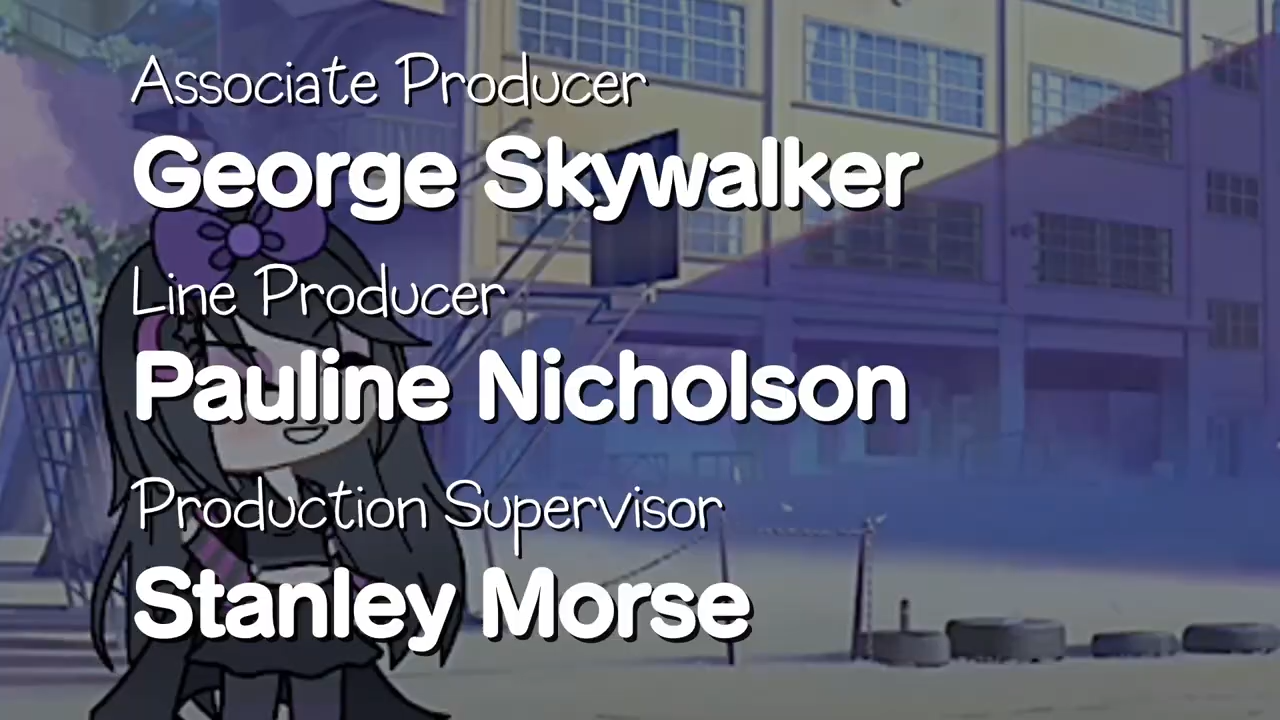 Associate Producer
George Skywalker
Line Producer
Pauline Nicholson
Production Supervisor
Stanley Morse